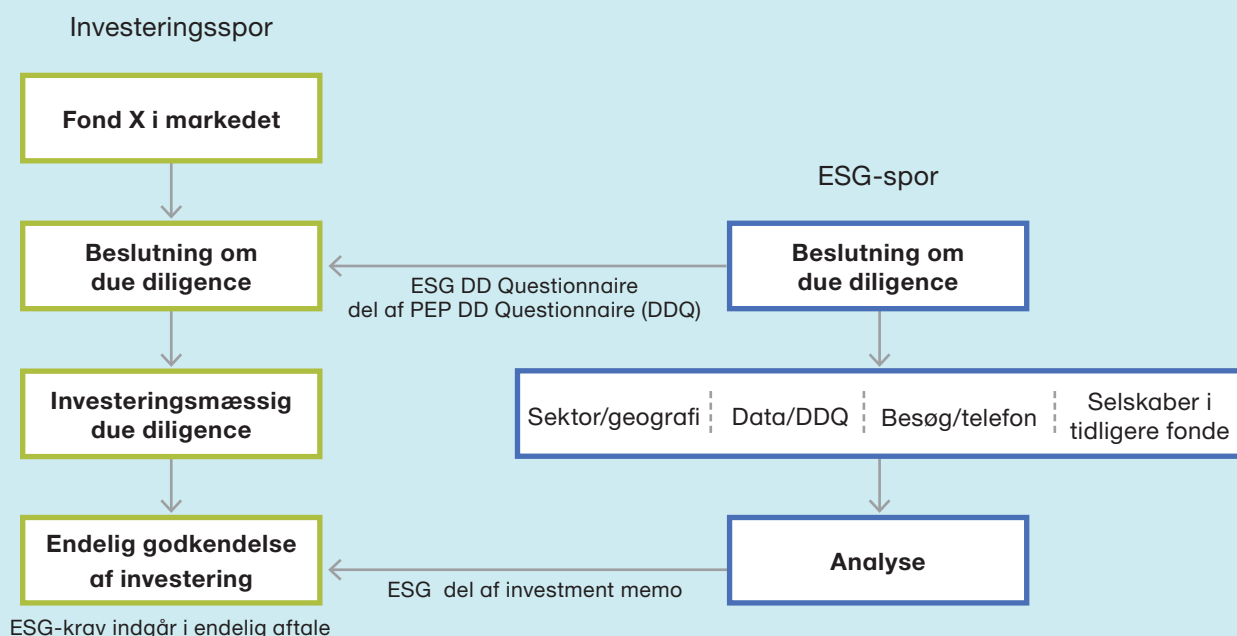 Investeringsspor
Fond X i markedet
ESG-spor
Beslutning om
due diligence
ESG DD Questionnaire
del af PEP DD Questionnaire (DDQ)
Beslutning om
due diligence
Investeringsmæssig
due diligence
Sektor/geografi
Data/DDQ
Besøg/telefon
Selskaber i
tidligere fonde
Endelig godkendelse
af investering
ESG del af investment memo
Analyse
ESG-krav indgår i endelig aftale